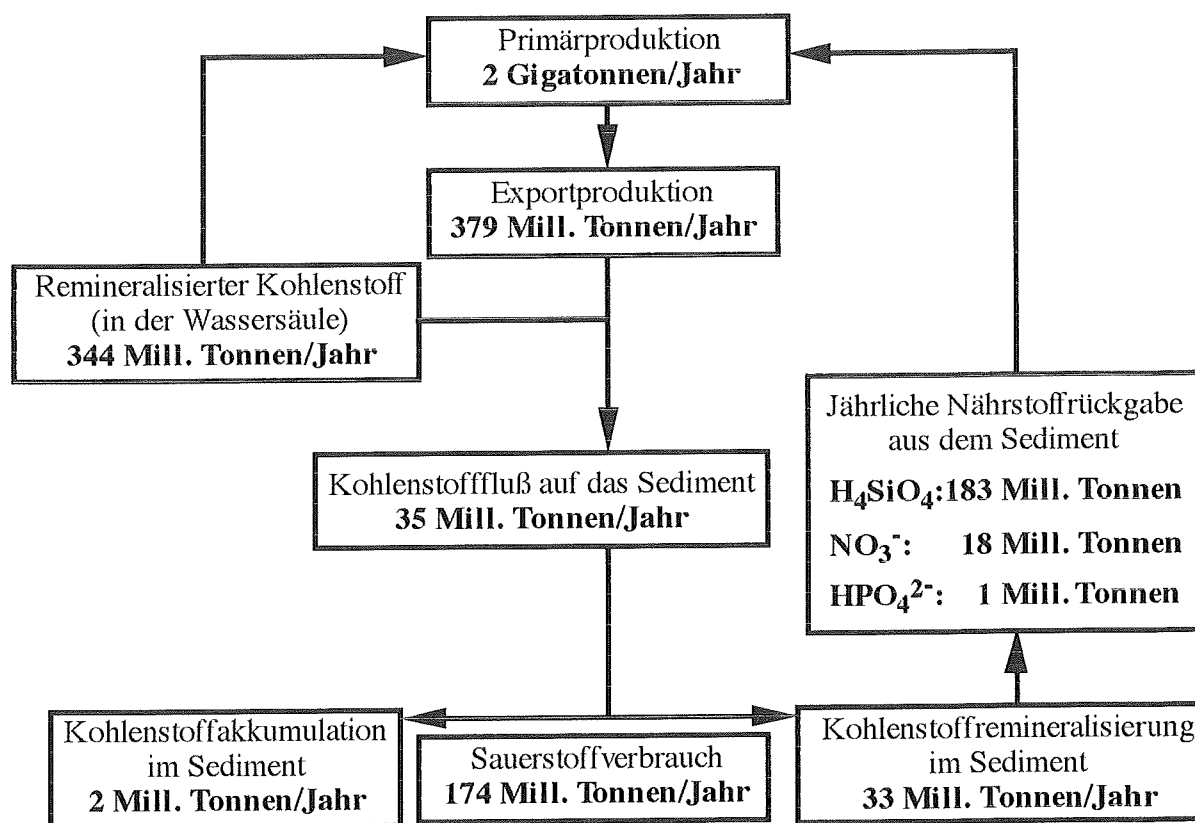 Primärproduktion
2 Gigatonnen/Jahr
Exportproduktion
379 Mill. Tonnen/Jahr
Remineralisierter Kohlenstoff
(in der Wassersäule)
344 Mill. Tonnen/Jahr
Jährliche Nährstoffrückgabe
aus dem Sediment
H₄SiO₄:183 Mill. Tonnen
NO₃⁻: 18 Mill. Tonnen
HPO₄²⁻: 1 Mill. Tonnen
Kohlenstofffluß auf das Sediment
35 Mill. Tonnen/Jahr
Kohlenstoffakkumulation
im Sediment
2 Mill. Tonnen/Jahr
Sauerstoffverbrauch
174 Mill. Tonnen/Jahr
Kohlenstoffremineralisierung
im Sediment
33 Mill. Tonnen/Jahr